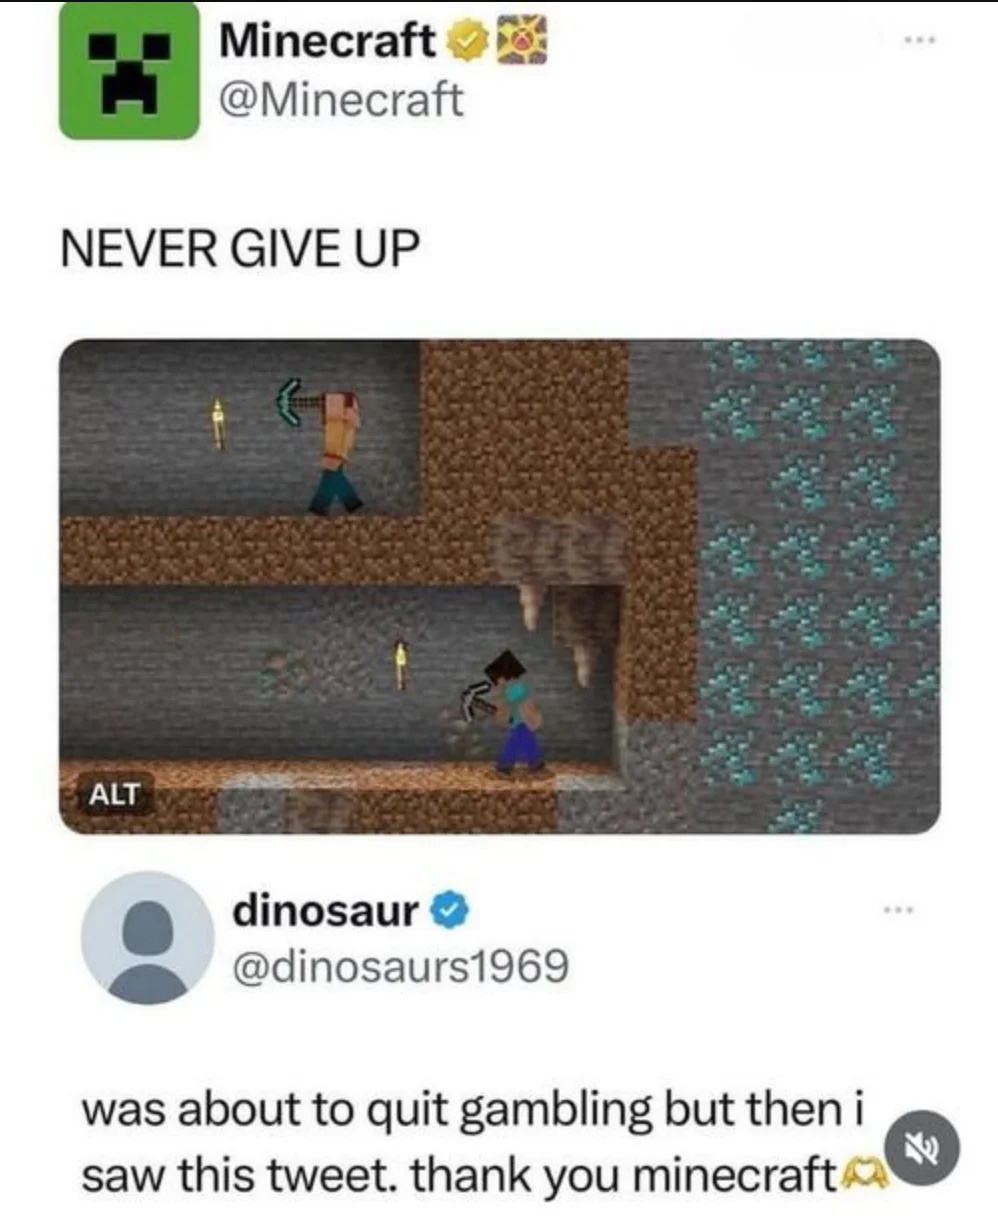 Minecraft
@Minecraft
NEVER GIVE UP
ALT
dinosaur
@dinosaurs1969
was about to quit gambling but then i
saw this tweet. thank you minecraft🫶